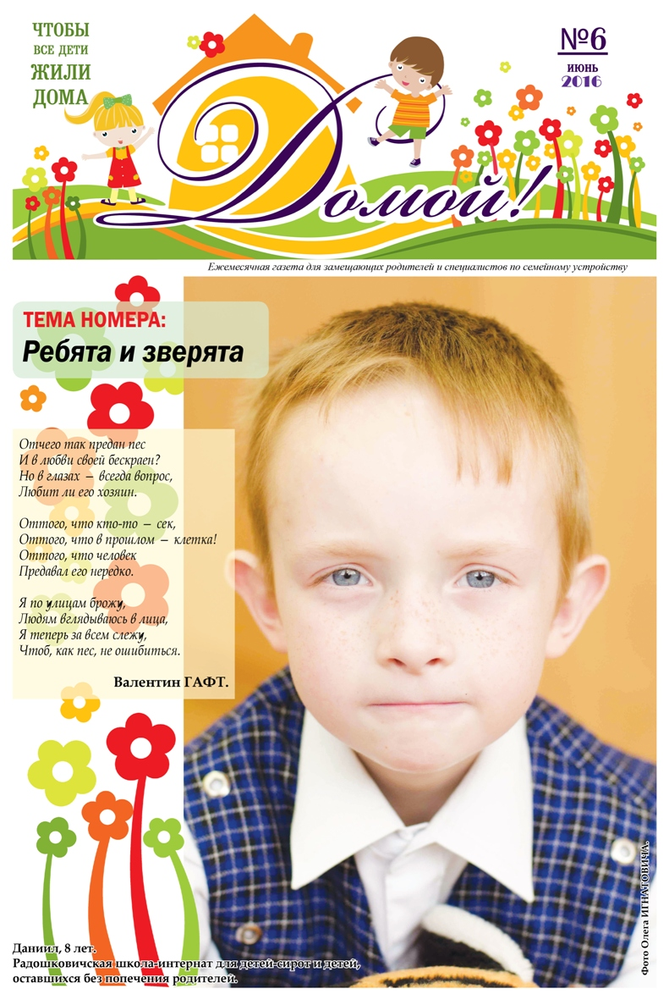 ЧТОБЫ
ВСЕ ДЕТИ
ЖИЛИ
ДОМА
№6
ИЮНЬ
2016
Домой!
Ежемесячная газета для замещающих родителей и специалистов по семейному устройству
ТЕМА НОМЕРА:
Ребята и зверята
Отчего так предан пес
И в любви своей бескраен?
Но в глазах — всегда вопрос,
Любит ли его хозяин.
Оттого, что кто-то — сек,
Оттого, что в прошлом — клетка!
Оттого, что человек
Предавал его нередко.
Я по улицам брожу,
Людям вглядываюсь в лица,
Я теперь за всем слежу,
Чтоб, как пес, не ошибиться.
Валентин ГАФТ.
Даниил, 8 лет.
Радошковичская школа-интернат для детей-сирот и детей,
оставшихся без попечения родителей.
Фото Олега ИГНАТОВИЧА.